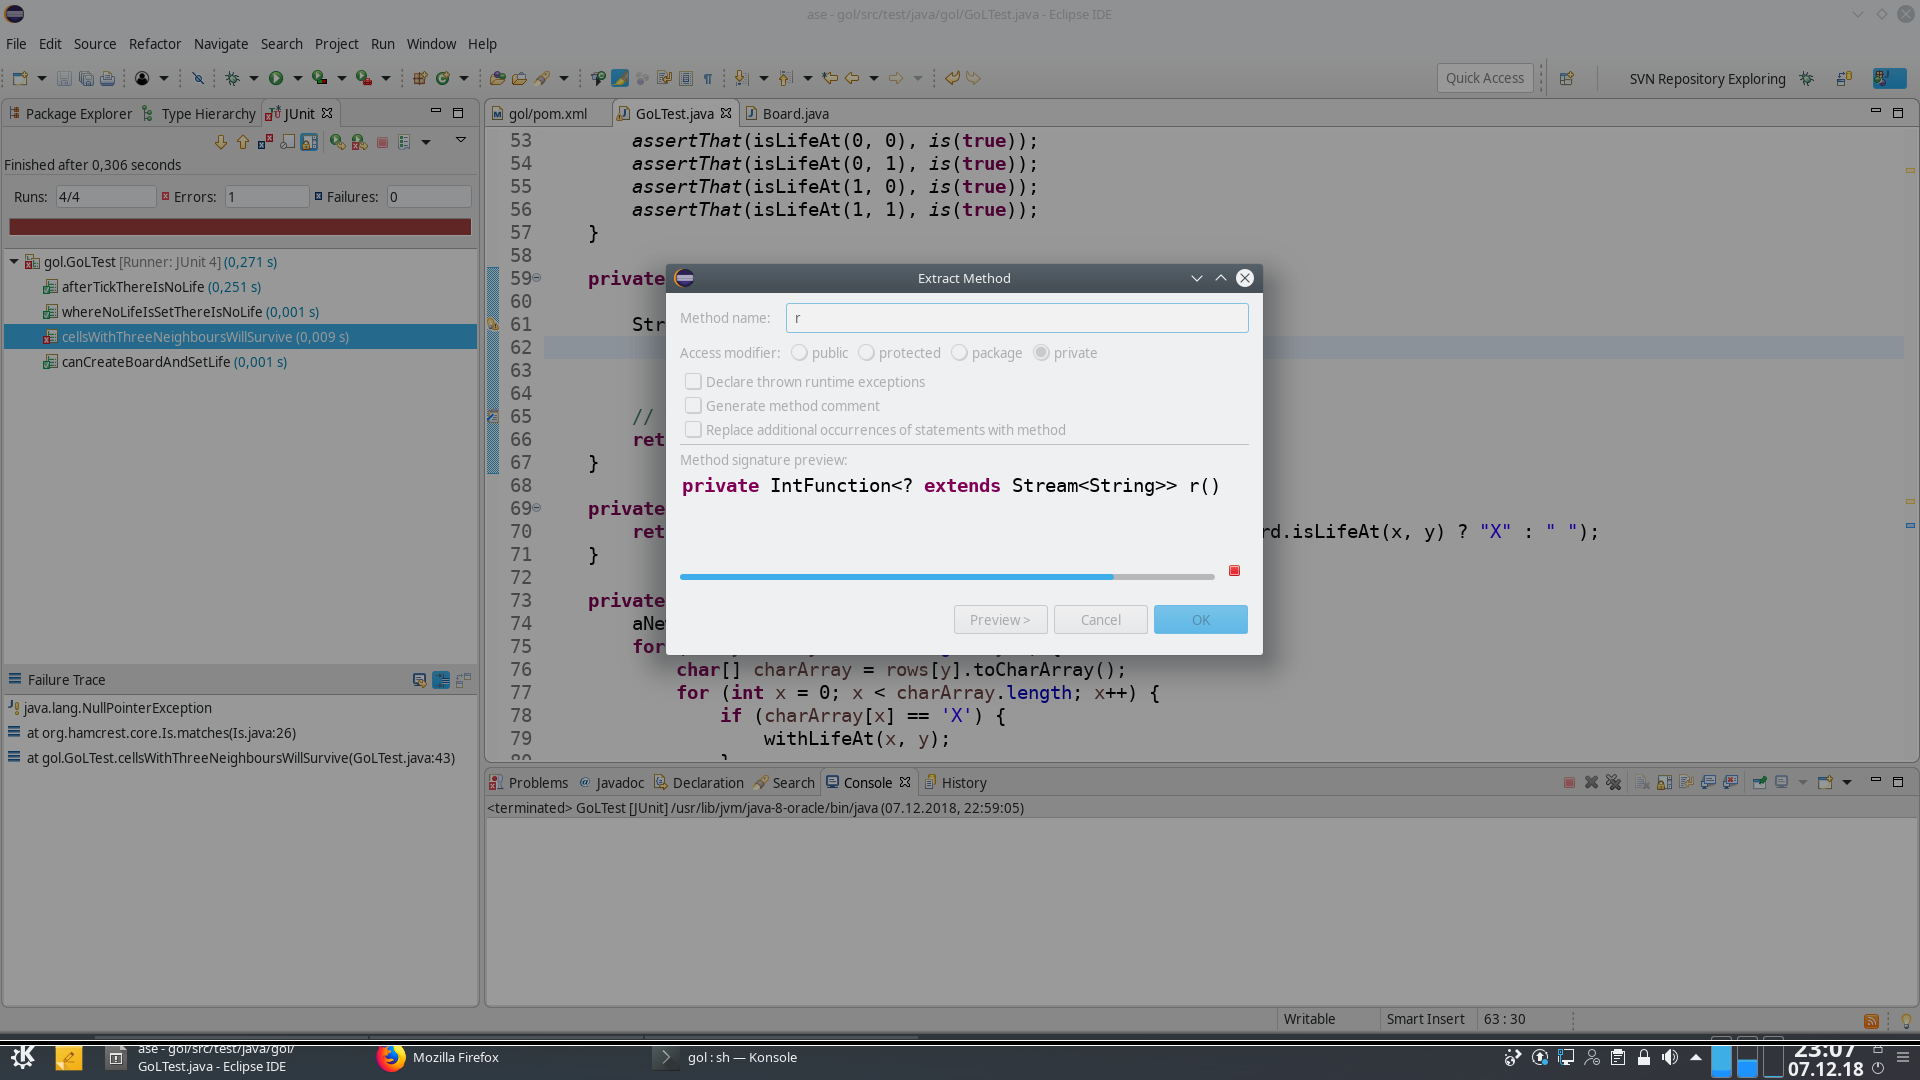 ase - gol/src/test/java/gol/GoLTest.java - Eclipse IDE
File Edit Source Refactor Navigate Search Project Run Window Help
Quick Access
SVN Repository Exploring
Package Explorer Type Hierarchy JUnit
Finished after 0,306 seconds
Runs: 4/4 Errors: 1 Failures: 0
gol.GoLTest [Runner: JUnit 4] (0,271 s)
afterTickThereIsNoLife (0,251 s)
whereNoLifeIsSetThereIsNoLife (0,001 s)
cellsWithThreeNeighboursWillSurvive (0,009 s)
canCreateBoardAndSetLife (0,001 s)
Failure Trace
java.lang.NullPointerException
at org.hamcrest.core.Is.matches(Is.java:26)
at gol.GoLTest.cellsWithThreeNeighboursWillSurvive(GoLTest.java:43)
gol/pom.xml GoLTest.java Board.java
53 assertThat(isLifeAt(0, 0), is(true));
54 assertThat(isLifeAt(0, 1), is(true));
55 assertThat(isLifeAt(1, 0), is(true));
56 assertThat(isLifeAt(1, 1), is(true));
57 }
58
59 private
60
61 Str
62
63
64
65 //
66 ret
67 }
68
69 private
70 ret rd.isLifeAt(x, y) ? "X" : " ");
71 }
72
73 private
74 aNe
75 for
76 char[] charArray = rows[y].toCharArray();
77 for (int x = 0; x < charArray.length; x++) {
78 if (charArray[x] == 'X') {
79 withLifeAt(x, y);
Extract Method
Method name: r
Access modifier: public protected package private
Declare thrown runtime exceptions
Generate method comment
Replace additional occurrences of statements with method
Method signature preview:
private IntFunction<? extends Stream<String>> r()
Preview > Cancel OK
Problems Javadoc Declaration Search Console History
<terminated> GoLTest [JUnit] /usr/lib/jvm/java-8-oracle/bin/java (07.12.2018, 22:59:05)
Writable Smart Insert 63 : 30
ase - gol/src/test/java/gol/
GoLTest.java - Eclipse IDE
Mozilla Firefox
gol : sh — Konsole
23:07
07.12.18